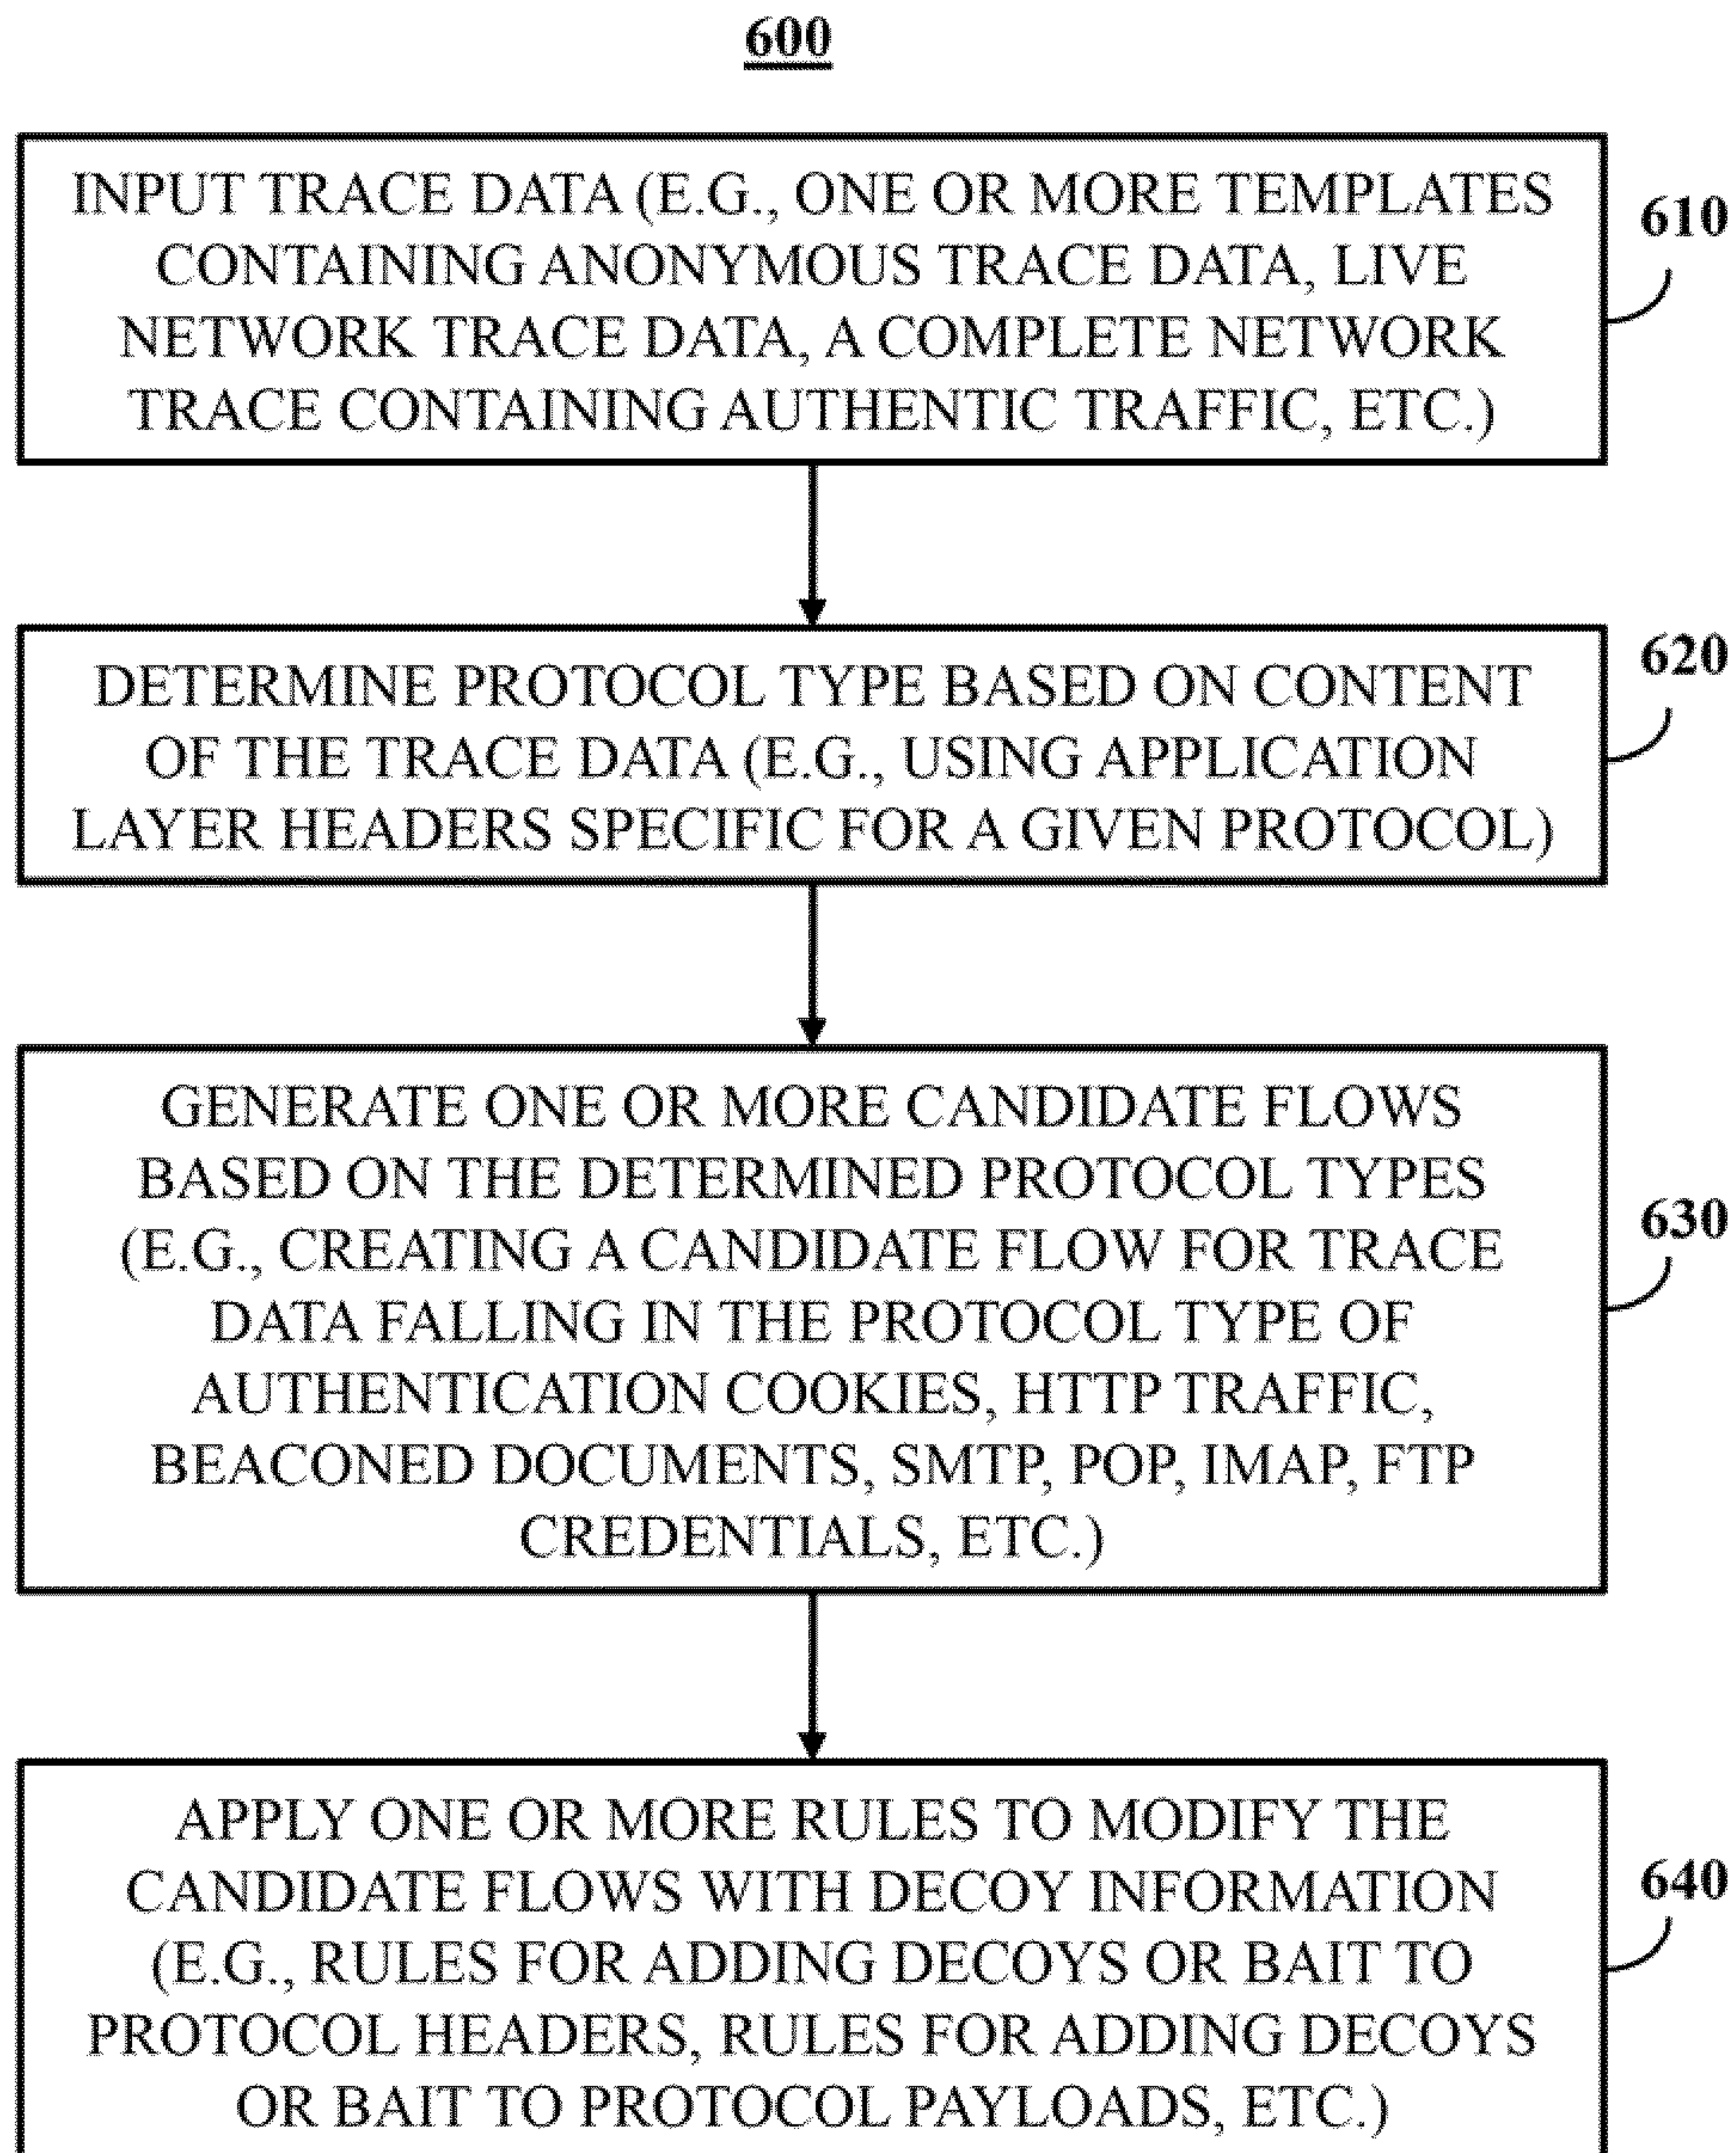 600
INPUT TRACE DATA (E.G., ONE OR MORE TEMPLATES
CONTAINING ANONYMOUS TRACE DATA, LIVE
NETWORK TRACE DATA, A COMPLETE NETWORK
TRACE CONTAINING AUTHENTIC TRAFFIC, ETC.)
610
DETERMINE PROTOCOL TYPE BASED ON CONTENT
OF THE TRACE DATA (E.G., USING APPLICATION
LAYER HEADERS SPECIFIC FOR A GIVEN PROTOCOL)
620
GENERATE ONE OR MORE CANDIDATE FLOWS
BASED ON THE DETERMINED PROTOCOL TYPES
(E.G., CREATING A CANDIDATE FLOW FOR TRACE
DATA FALLING IN THE PROTOCOL TYPE OF
AUTHENTICATION COOKIES, HTTP TRAFFIC,
BEACONED DOCUMENTS, SMTP, POP, IMAP, FTP
CREDENTIALS, ETC.)
630
APPLY ONE OR MORE RULES TO MODIFY THE
CANDIDATE FLOWS WITH DECOY INFORMATION
(E.G., RULES FOR ADDING DECOYS OR BAIT TO
PROTOCOL HEADERS, RULES FOR ADDING DECOYS
OR BAIT TO PROTOCOL PAYLOADS, ETC.)
640